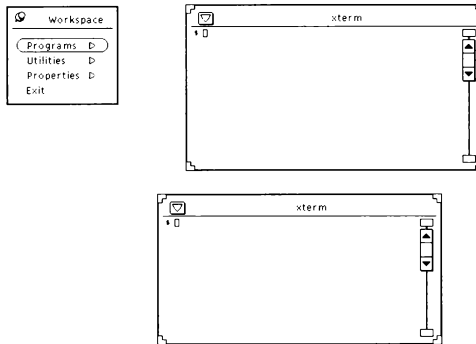 Workspace
Programs
Utilities
Properties
Exit
xterm
$
xterm
$